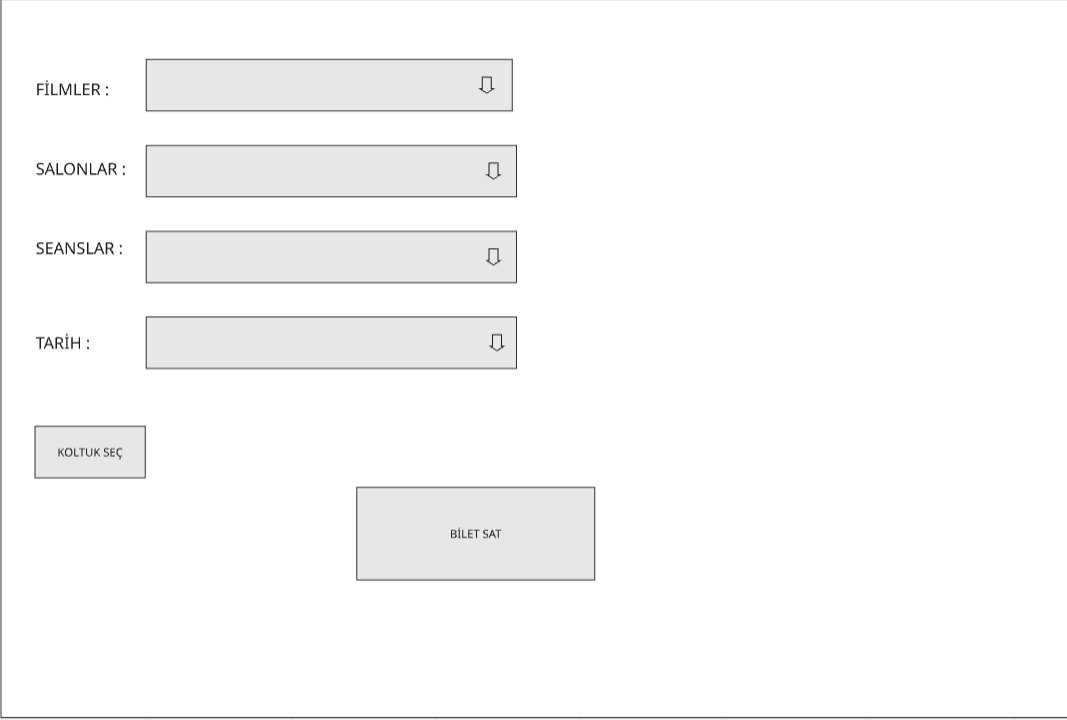 FİLMLER :
SALONLAR :
SEANSLAR :
TARİH :
KOLTUK SEÇ
BİLET SAT